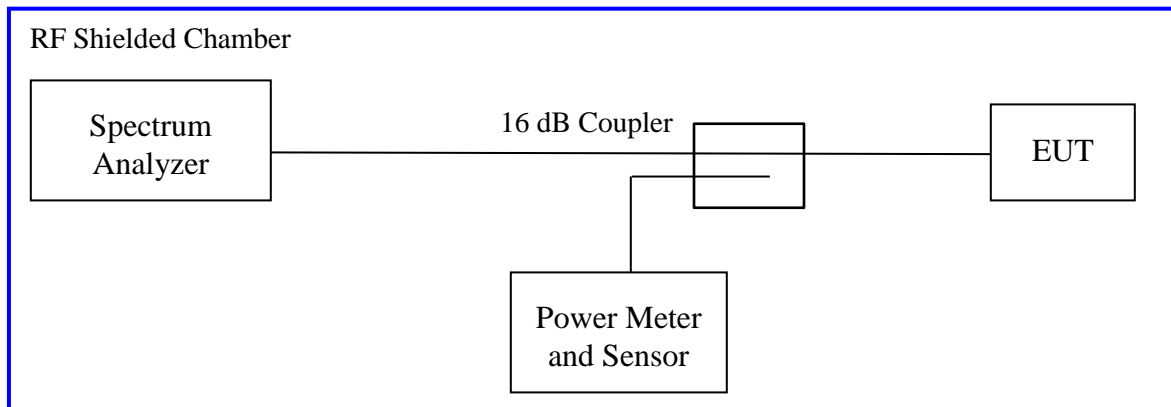 RF Shielded Chamber
Spectrum
Analyzer
16 dB Coupler
EUT
Power Meter
and Sensor